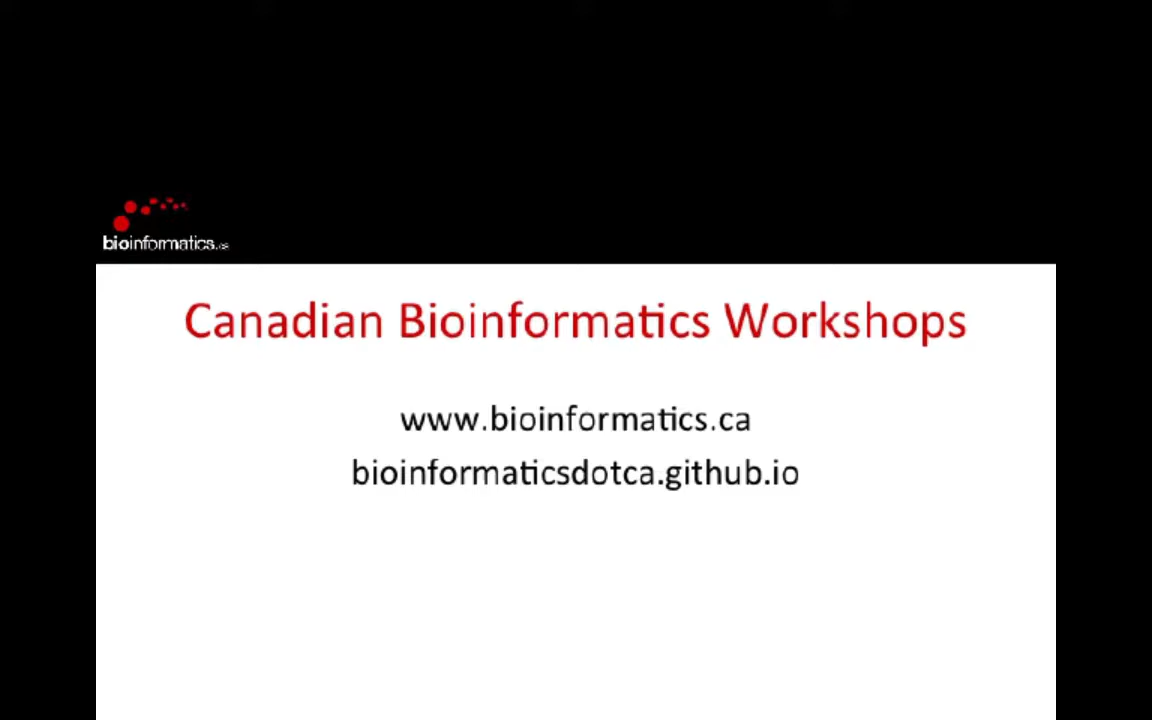 bioinformatics.ca
Canadian Bioinformatics Workshops
www.bioinformatics.ca
bioinformaticsdotca.github.io